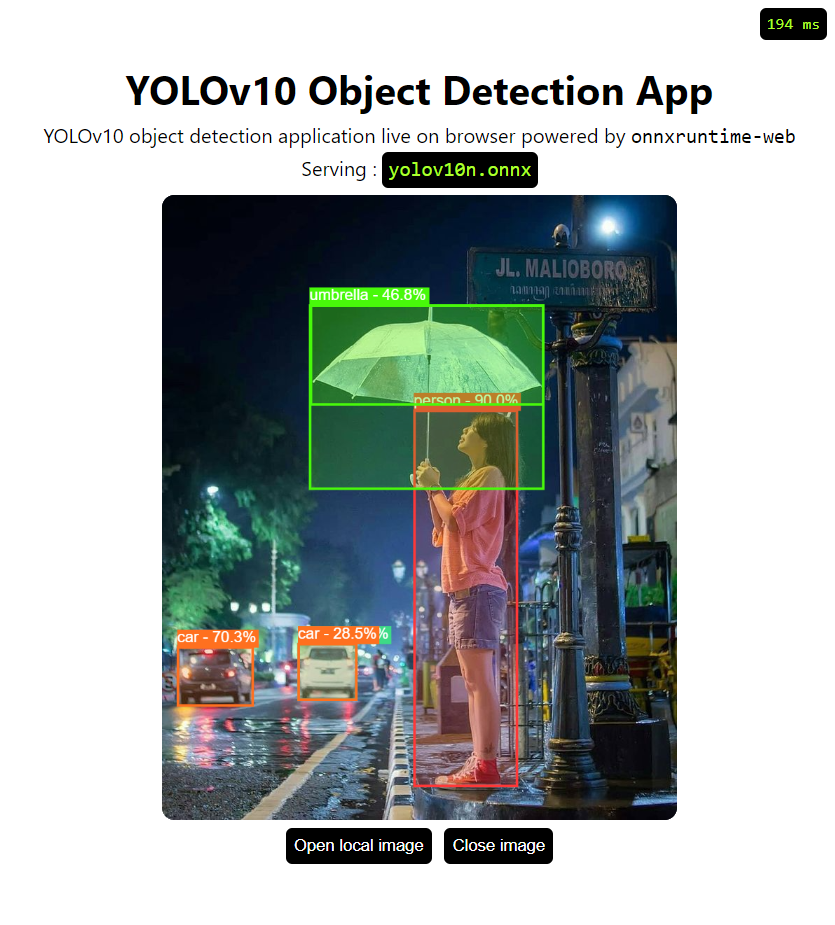 194 ms
YOLOv10 Object Detection App
YOLOv10 object detection application live on browser powered by onnxruntime-web
Serving : yolov10n.onnx
JL. MALIOBORO
umbrella - 46.8%
person - 90.0%
car - 70.3%
car - 28.5%
%
Open local image
Close image